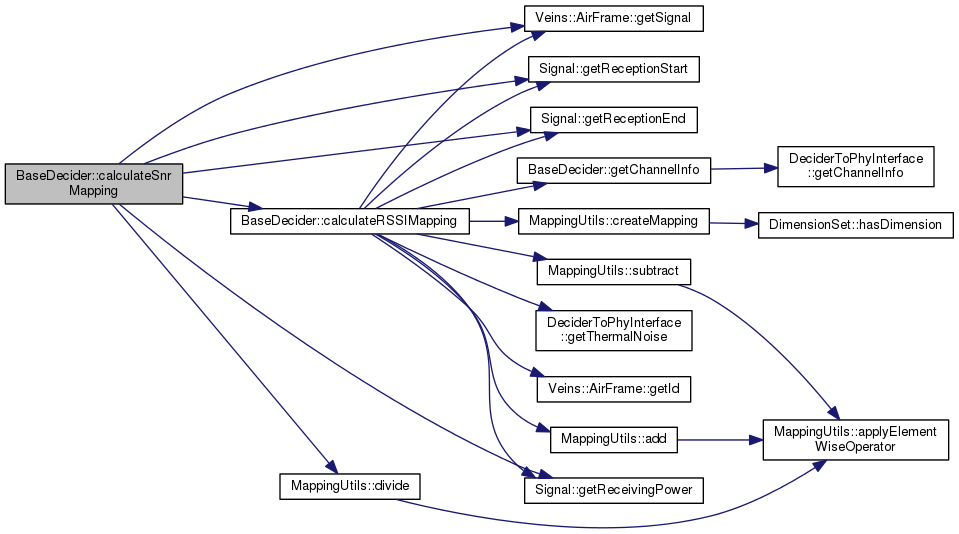 Veins::AirFrame::getSignal
Signal::getReceptionStart
Signal::getReceptionEnd
BaseDecider::getChannelInfo
DeciderToPhyInterface
::getChannelInfo
BaseDecider::calculateSnr
Mapping
BaseDecider::calculateRSSIMapping
MappingUtils::createMapping
DimensionSet::hasDimension
MappingUtils::subtract
DeciderToPhyInterface
::getThermalNoise
Veins::AirFrame::getId
MappingUtils::add
MappingUtils::applyElement
WiseOperator
MappingUtils::divide
Signal::getReceivingPower